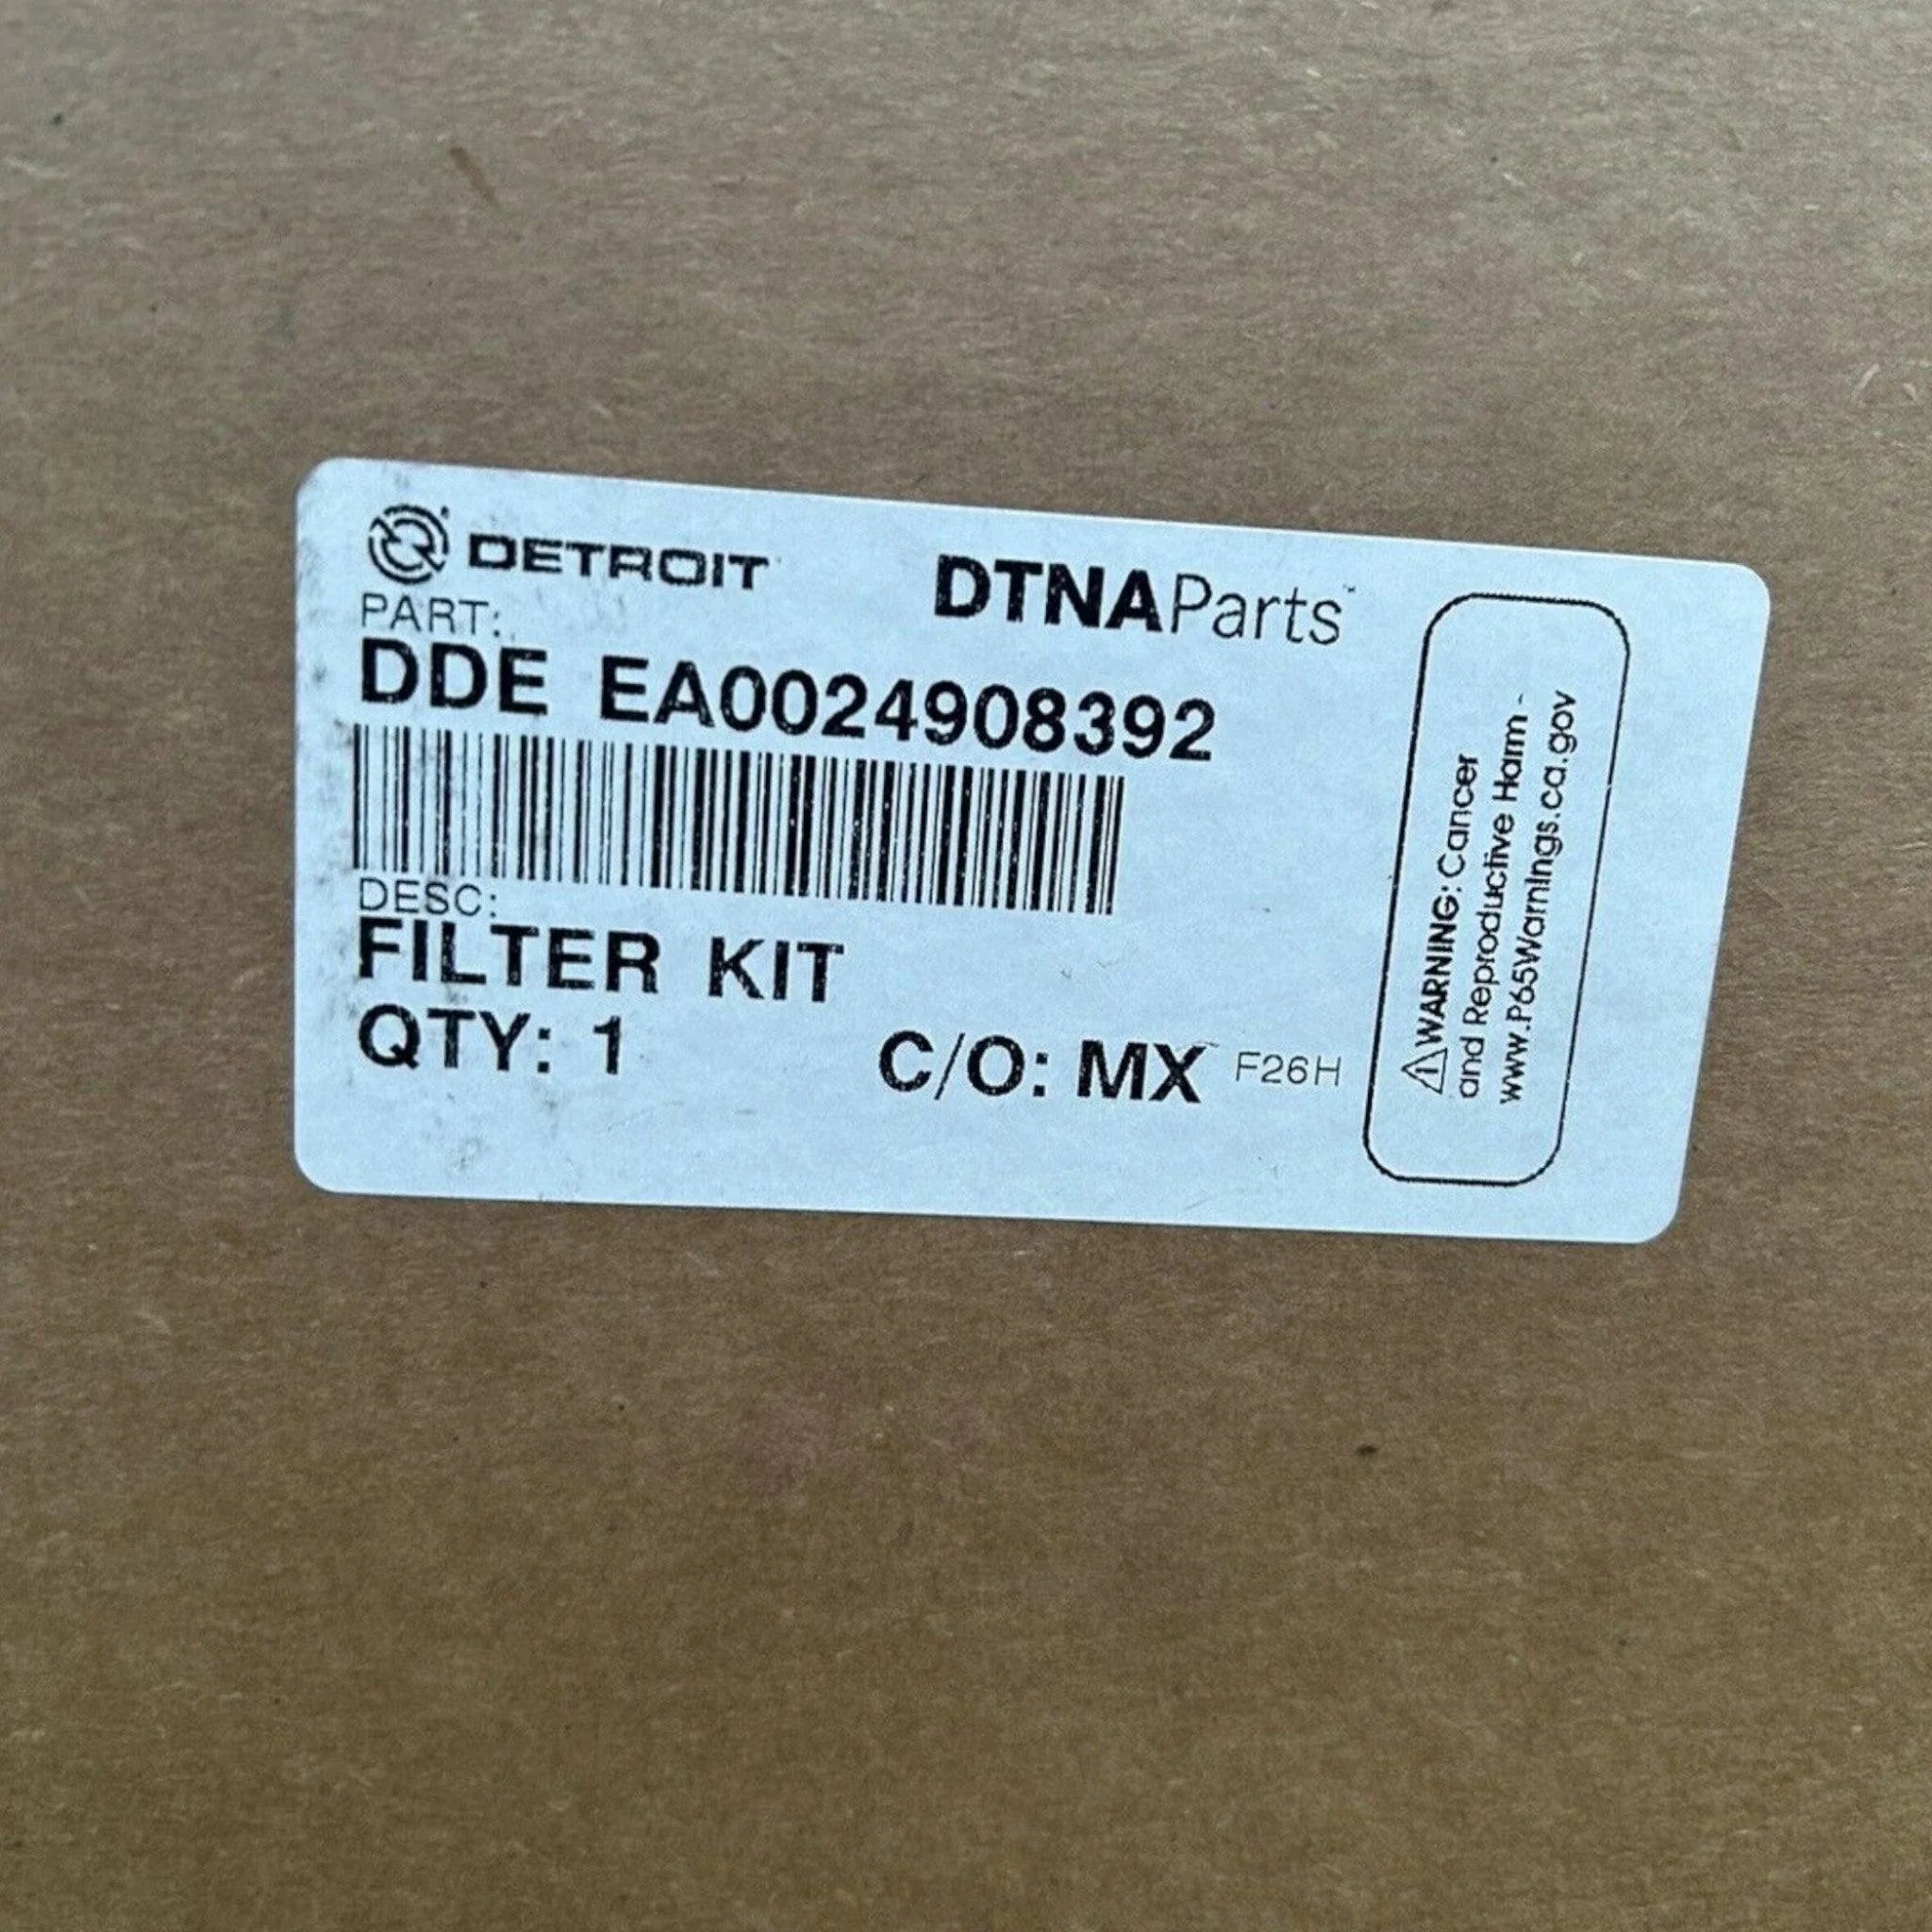 DETROIT
DTNAParts
PART:
DDE EA0024908392
DESC:
FILTER KIT
QTY: 1
C/O: MX F26H
⚠WARNING: Cancer
and Reproductive Harm -
www.P65Warnings.ca.gov